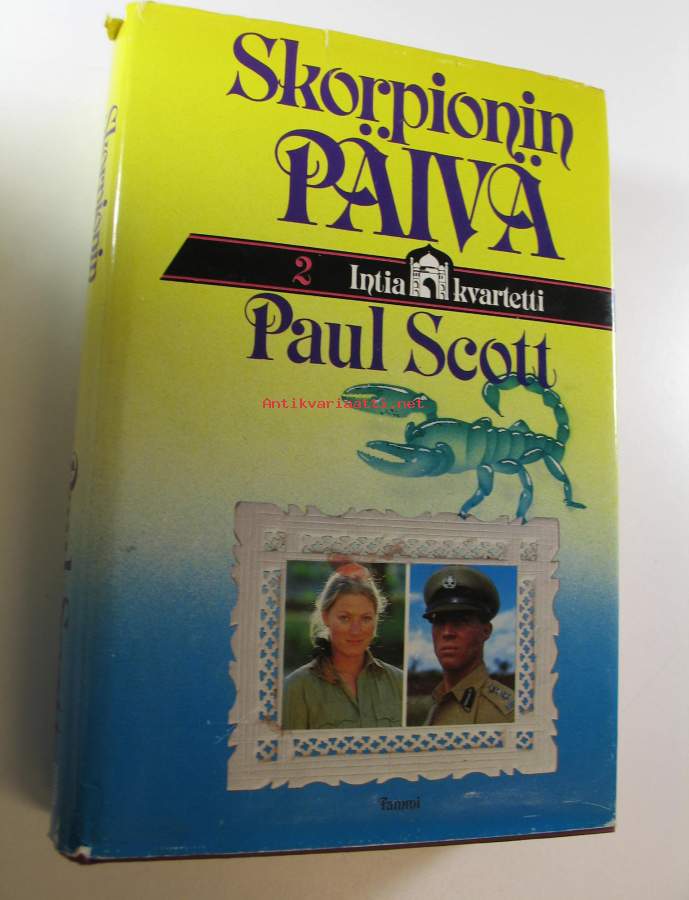 Skorpionin
PÄIVÄ
2 Intia kvartetti
Paul Scott
Antikvariaatti.net
Tammi
Skorpionin